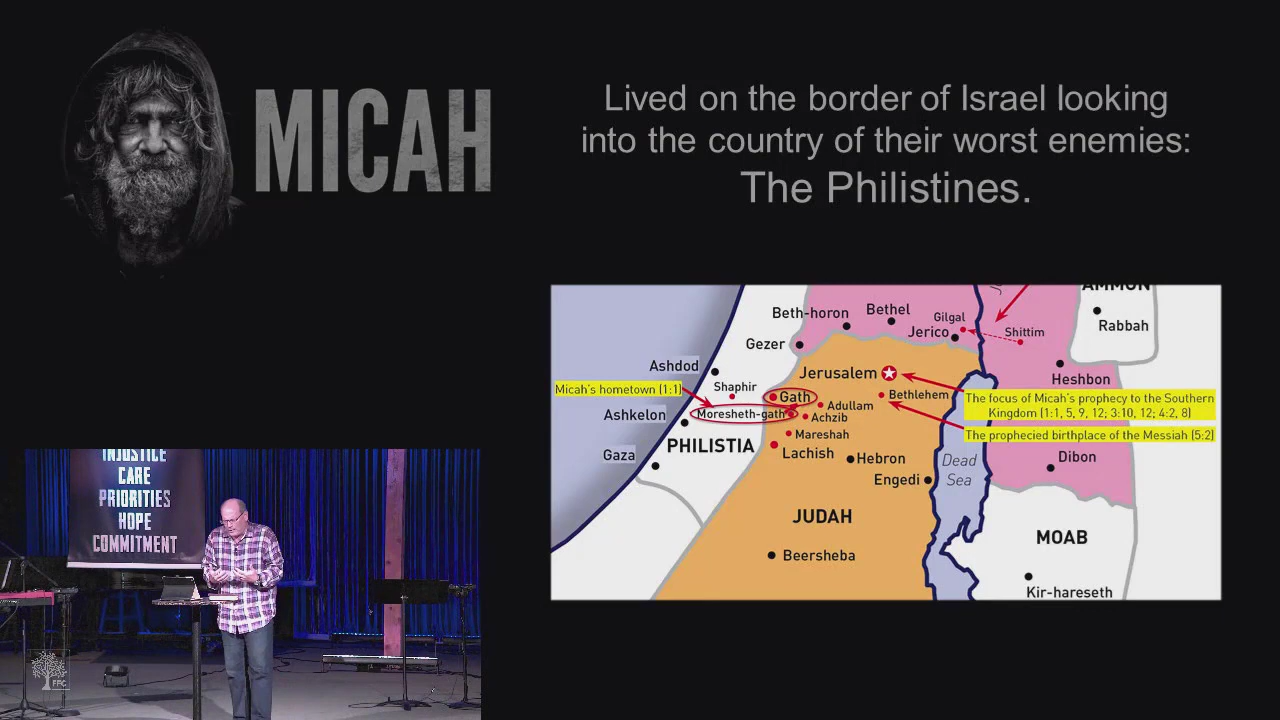 MICAH
Lived on the border of Israel looking
into the country of their worst enemies:
The Philistines.
AMMON
Rabbah
Beth-horon
Bethel
Gilgal
Jerico
Shittim
Gezer
Ashdod
Jerusalem
Heshbon
Micah's hometown (1:1)
Shaphir
Gath
Bethlehem
The focus of Micah's prophecy to the Southern
Kingdom (1:1, 5, 9, 12; 3:10, 12; 4:2, 8)
Ashkelon
Moresheth-gath
Adullam
Achzib
The prophecied birthplace of the Messiah (5:2)
Mareshah
PHILISTIA
Gaza
Lachish
Hebron
Dead
Sea
Dibon
Engedi
JUDAH
MOAB
Beersheba
Kir-hareseth
INJUSTICE
CARE
PRIORITIES
HOPE
COMMITMENT
FPC